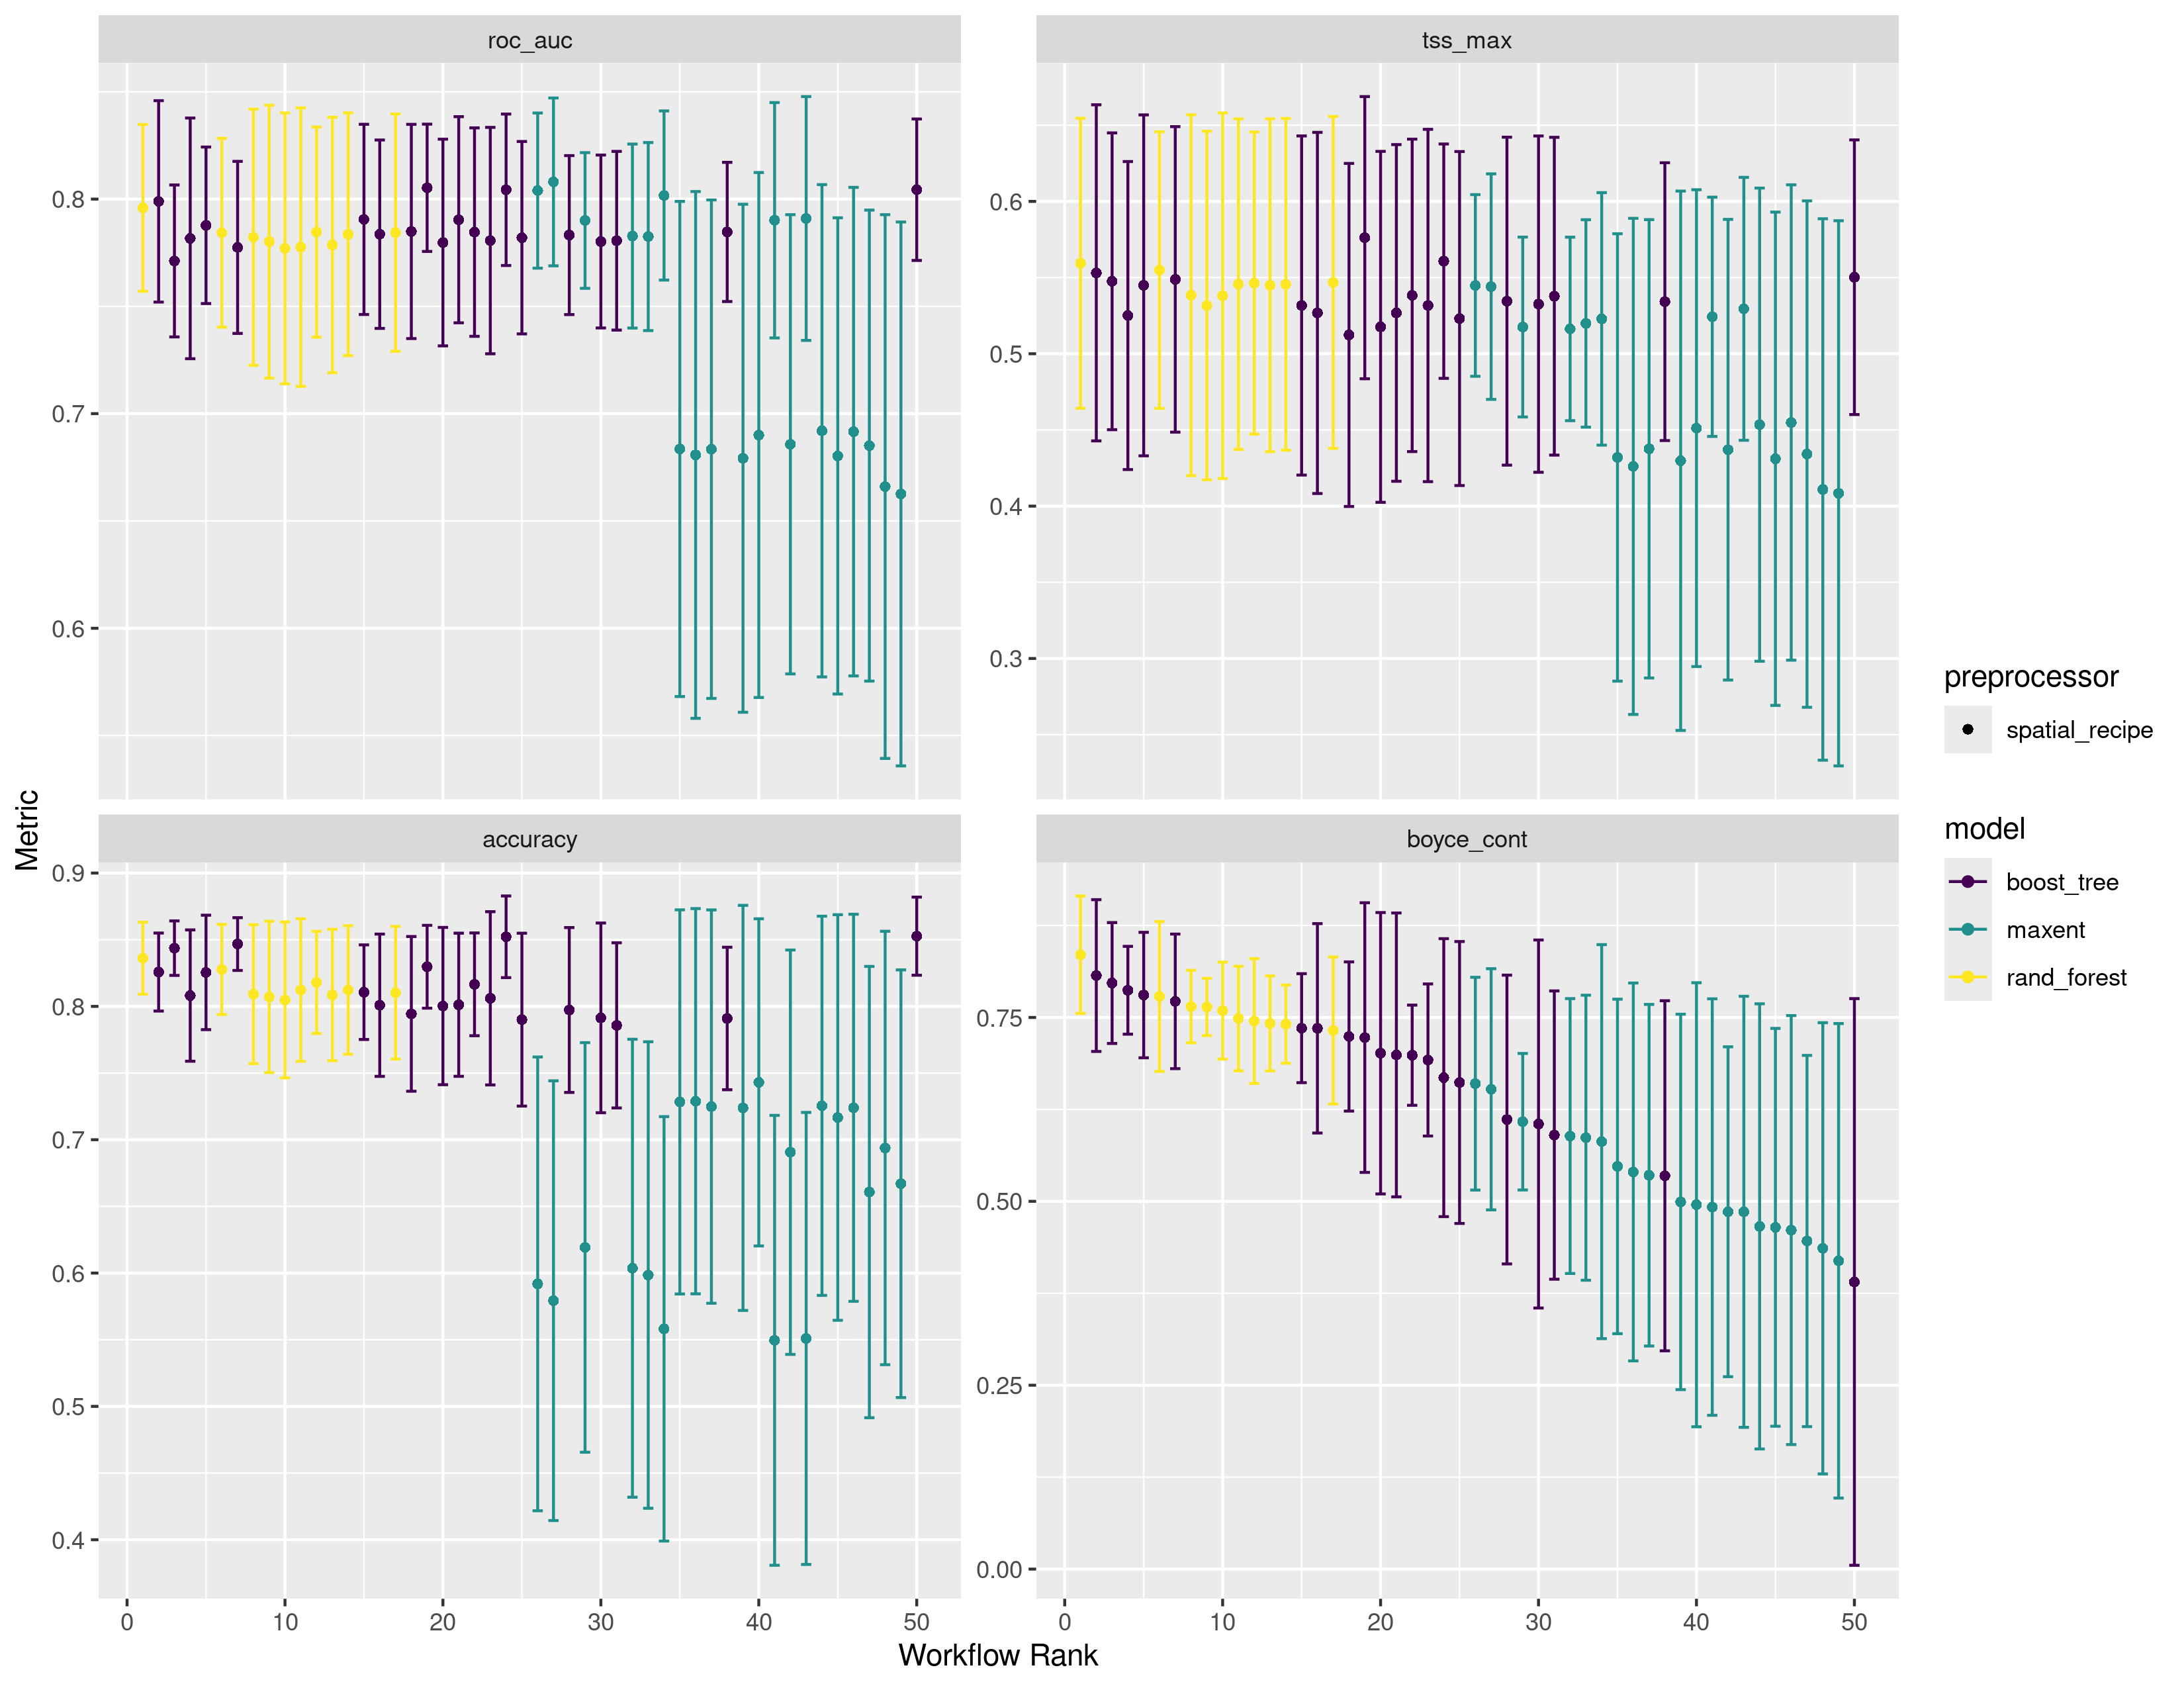 roc_auc
tss_max
0.8
0.7
0.6
0.6
0.5
0.4
0.3
accuracy
boyce_cont
0.9
0.8
0.7
0.6
0.5
0.4
0.75
0.50
0.25
0.00
0 10 20 30 40 50
0 10 20 30 40 50
Workflow Rank
Metric
preprocessor
spatial_recipe
model
boost_tree
maxent
rand_forest